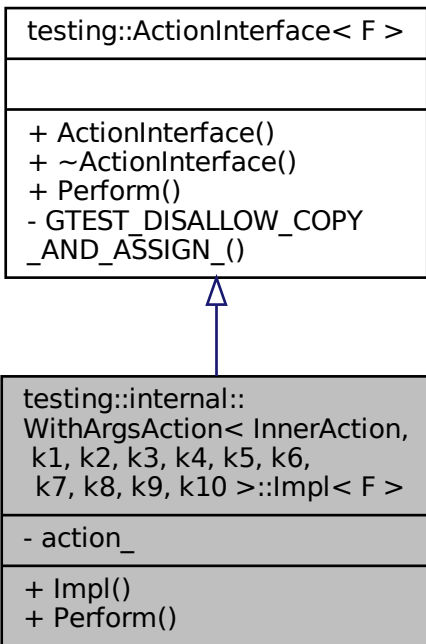 testing::ActionInterface< F >
+ ActionInterface()
+ ~ActionInterface()
+ Perform()
- GTEST_DISALLOW_COPY
_AND_ASSIGN_()
testing::internal::
WithArgsAction< InnerAction,
k1, k2, k3, k4, k5, k6,
k7, k8, k9, k10 >::Impl< F >
- action_
+ Impl()
+ Perform()